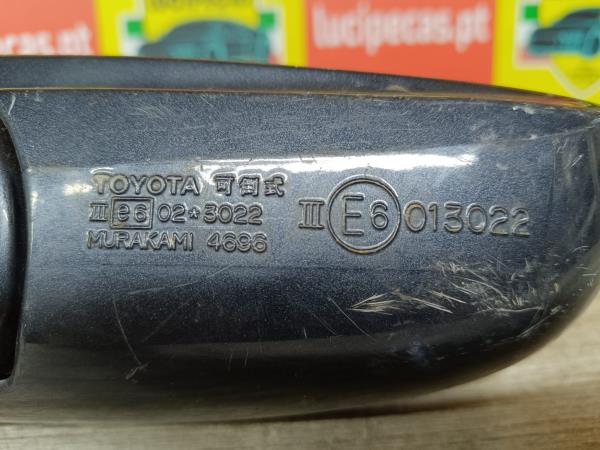 lucipecas.pt
TOYOTA 可倒式
III e6 02*3022
MURAKAMI 4696
III E6 013022